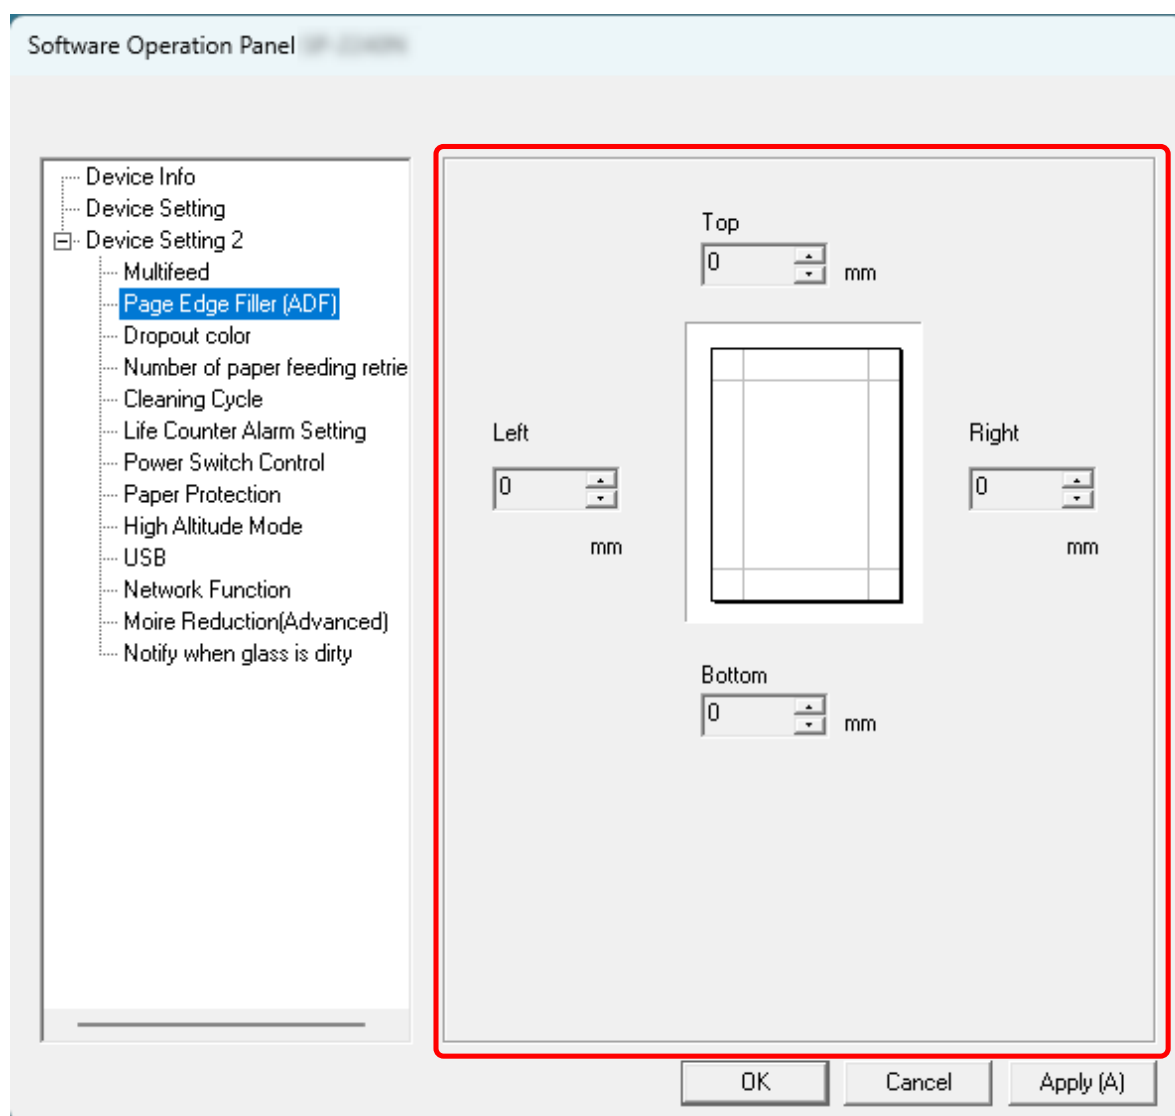 Software Operation Panel
Device Info
Device Setting
Device Setting 2
Multifeed
Page Edge Filler (ADF)
Dropout color
Number of paper feeding retrie
Cleaning Cycle
Life Counter Alarm Setting
Power Switch Control
Paper Protection
High Altitude Mode
USB
Network Function
Moire Reduction(Advanced)
Notify when glass is dirty
Top
0 mm
Left
0
mm
Right
0
mm
Bottom
0 mm
OK Cancel Apply (A)